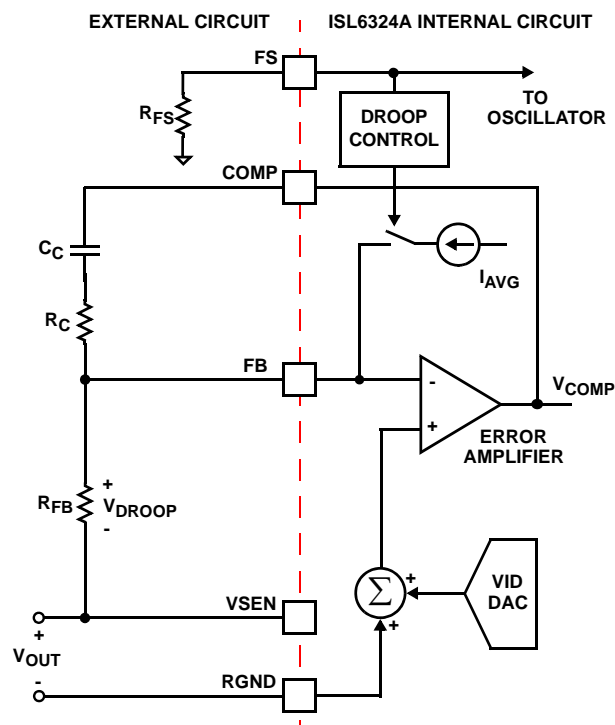 EXTERNAL CIRCUIT
ISL6324A INTERNAL CIRCUIT
FS
RFS
TO
OSCILLATOR
DROOP
CONTROL
COMP
CC
IAVG
RC
FB
-
+
VCOMP
ERROR
AMPLIFIER
RFB
+
VDROOP
-
VSEN
Σ
+
+
VID
DAC
+
VOUT
-
RGND